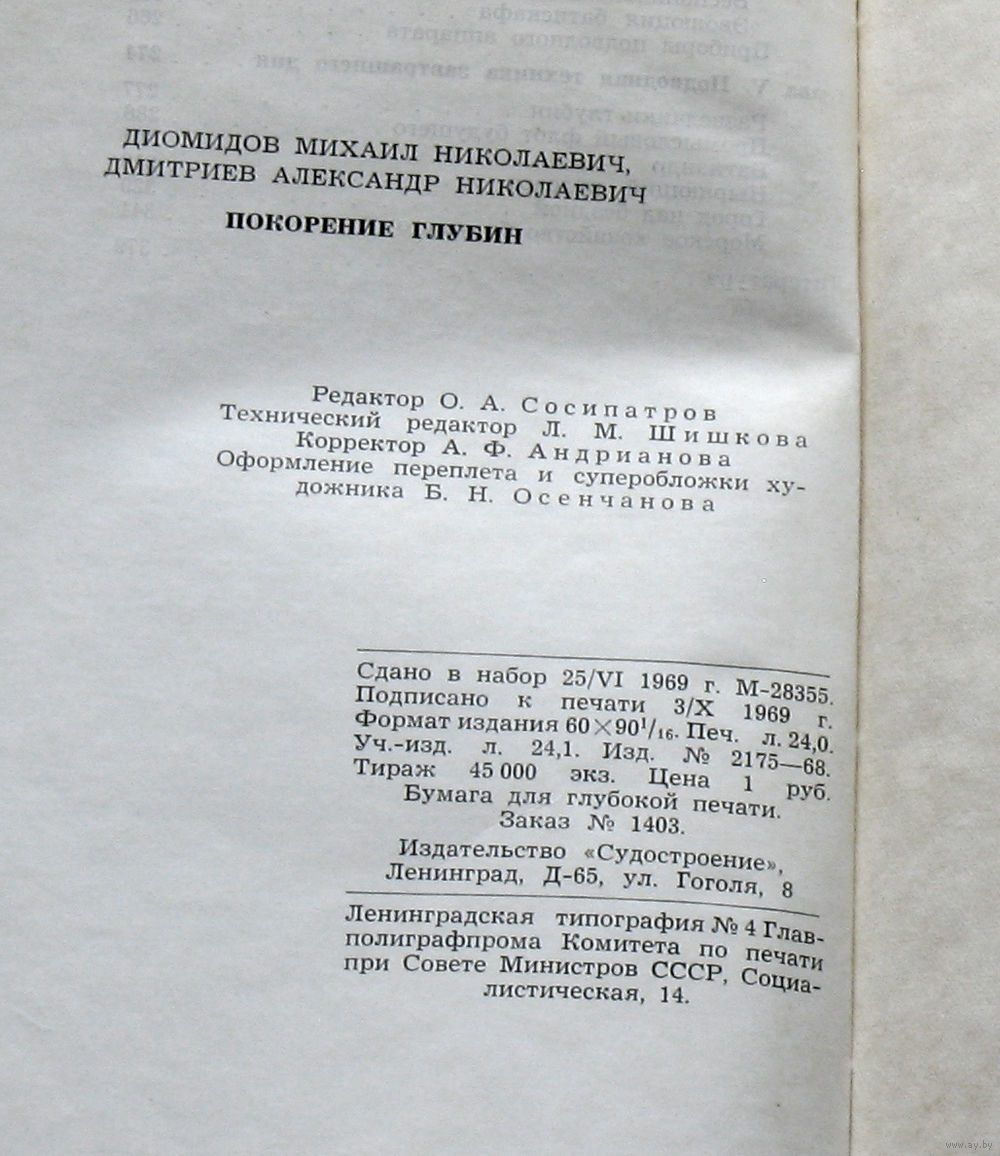 ДИОМИДОВ МИХАИЛ НИКОЛАЕВИЧ,
ДМИТРИЕВ АЛЕКСАНДР НИКОЛАЕВИЧ
ПОКОРЕНИЕ ГЛУБИН
Редактор О. А. Сосипатров
Технический редактор Л. М. Шишкова
Корректор А. Ф. Андрианова
Оформление переплета и суперобложки ху-
дожника Б. Н. Осенчанова
Сдано в набор 25/VI 1969 г. М-28355.
Подписано к печати 3/X 1969 г.
Формат издания 60×90¹/₁₆. Печ. л. 24,0.
Уч.-изд. л. 24,1. Изд. № 2175—68.
Тираж 45 000 экз. Цена 1 руб.
Бумага для глубокой печати.
Заказ № 1403.
Издательство «Судостроение»,
Ленинград, Д-65, ул. Гоголя, 8
Ленинградская типография № 4 Глав-
полиграфпрома Комитета по печати
при Совете Министров СССР, Социа-
листическая, 14.
www.ay.by